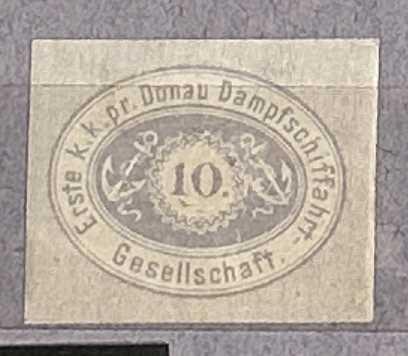 Erste k. k. pr. Donau Dampfschiffahrt-
Gesellschaft.
10.